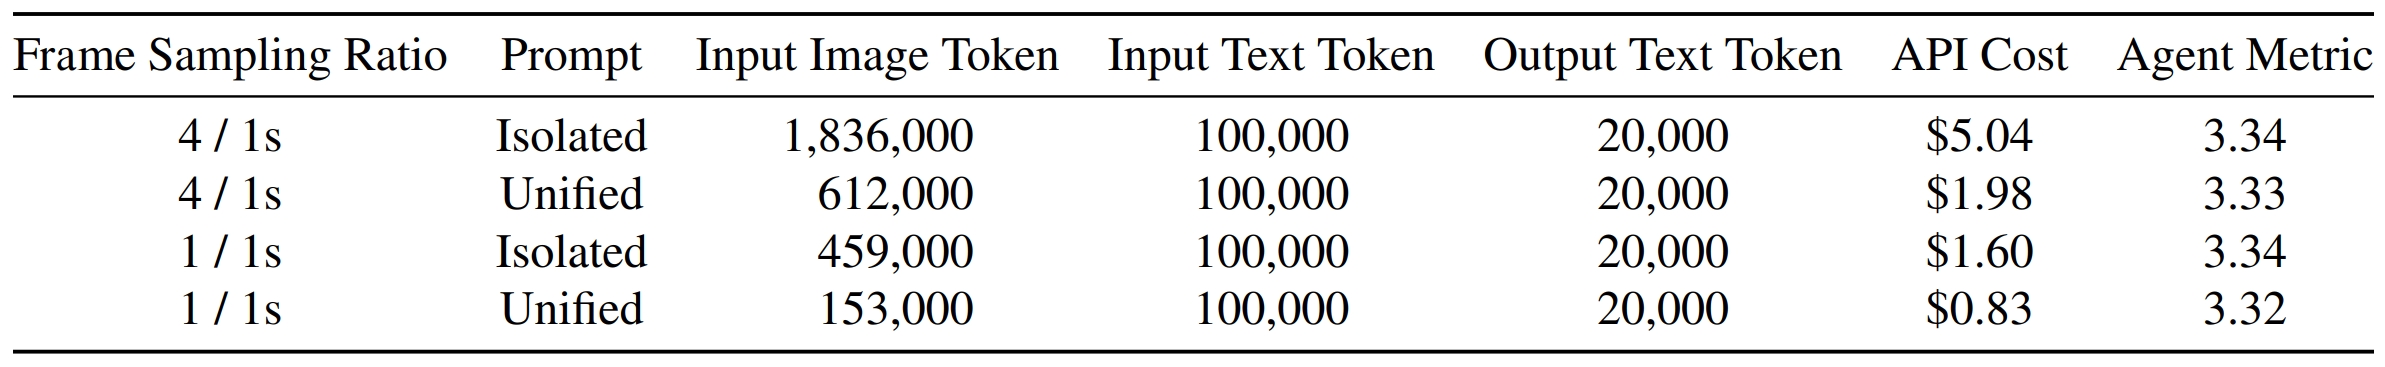 Frame Sampling Ratio Prompt Input Image Token Input Text Token Output Text Token API Cost Agent Metric
4 / 1s Isolated 1,836,000 100,000 20,000 $5.04 3.34
4 / 1s Unified 612,000 100,000 20,000 $1.98 3.33
1 / 1s Isolated 459,000 100,000 20,000 $1.60 3.34
1 / 1s Unified 153,000 100,000 20,000 $0.83 3.32